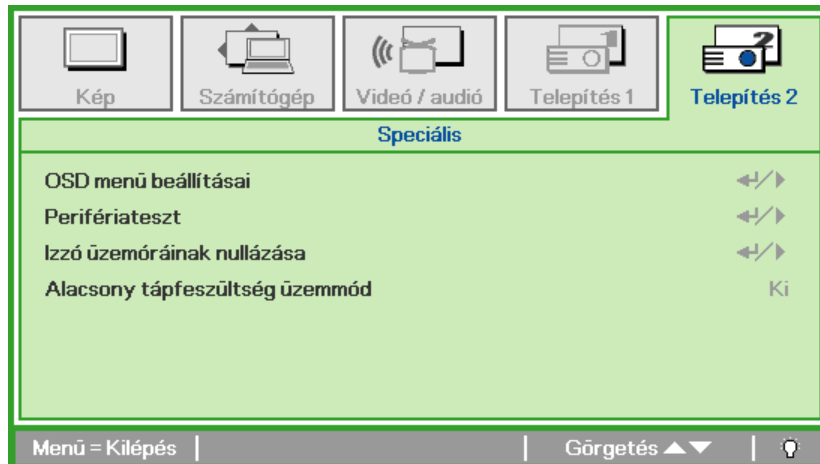 Kép
Számítógép
Videó / audió
Telepítés 1
Telepítés 2
Speciális
OSD menü beállításai
Perifériateszt
Izzó üzemóráinak nullázása
Alacsony tápfeszültség üzemmód Ki
Menü = Kilépés Görgetés